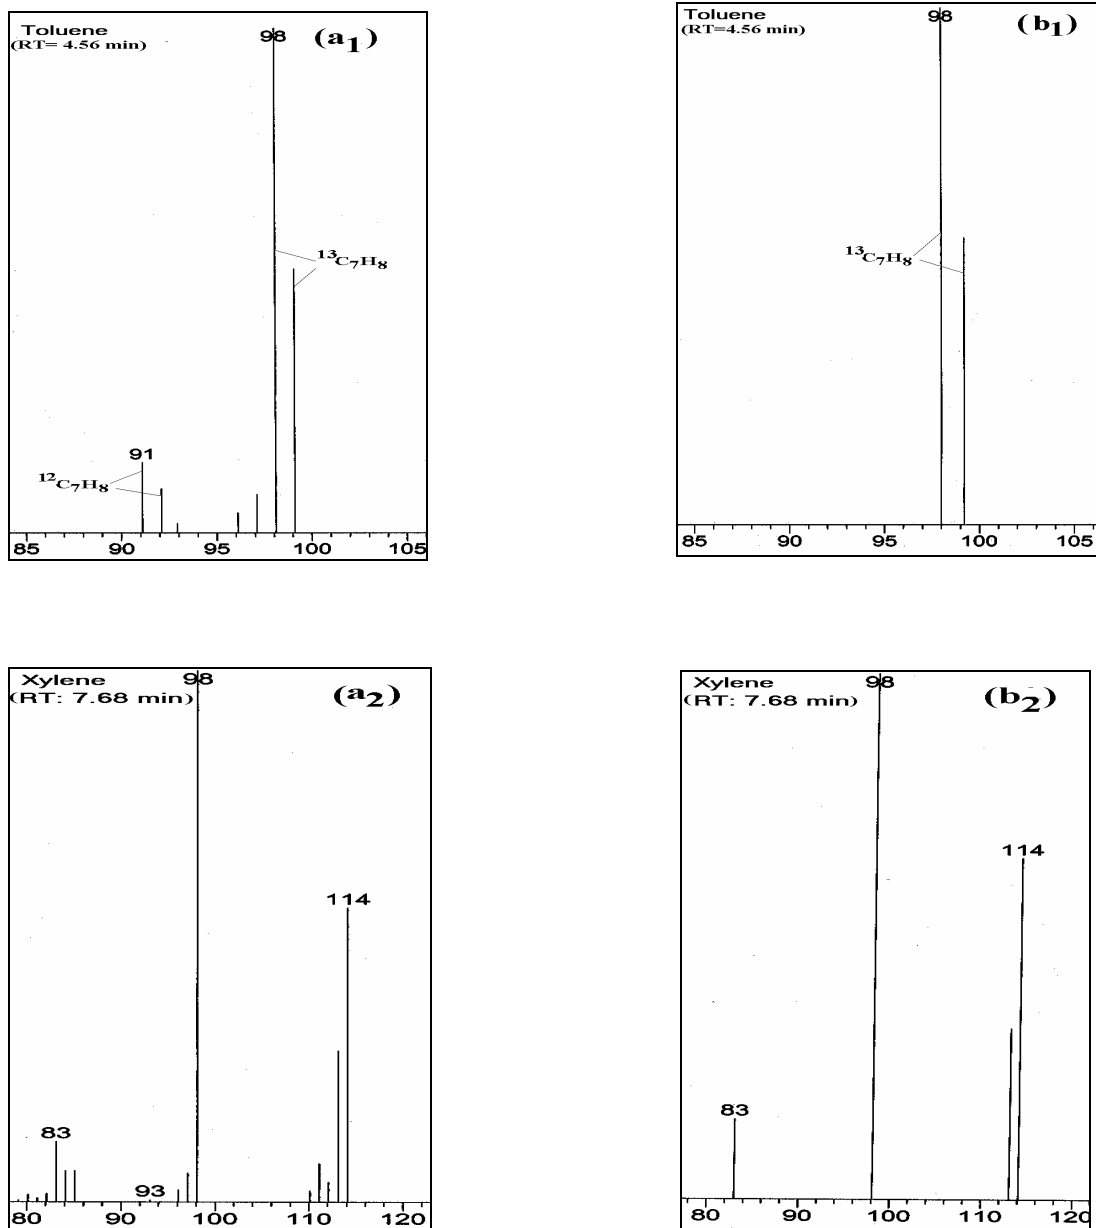 Toluene
(RT= 4.56 min)
98
(a1)
13C7H8
91
12C7H8
85 90 95 100 105
Toluene
(RT=4.56 min)
98
(b1)
13C7H8
85 90 95 100 105
Xylene
(RT: 7.68 min)
98
(a2)
114
83
93
80 90 100 110 120
Xylene
(RT: 7.68 min)
98
(b2)
114
83
80 90 100 110 120